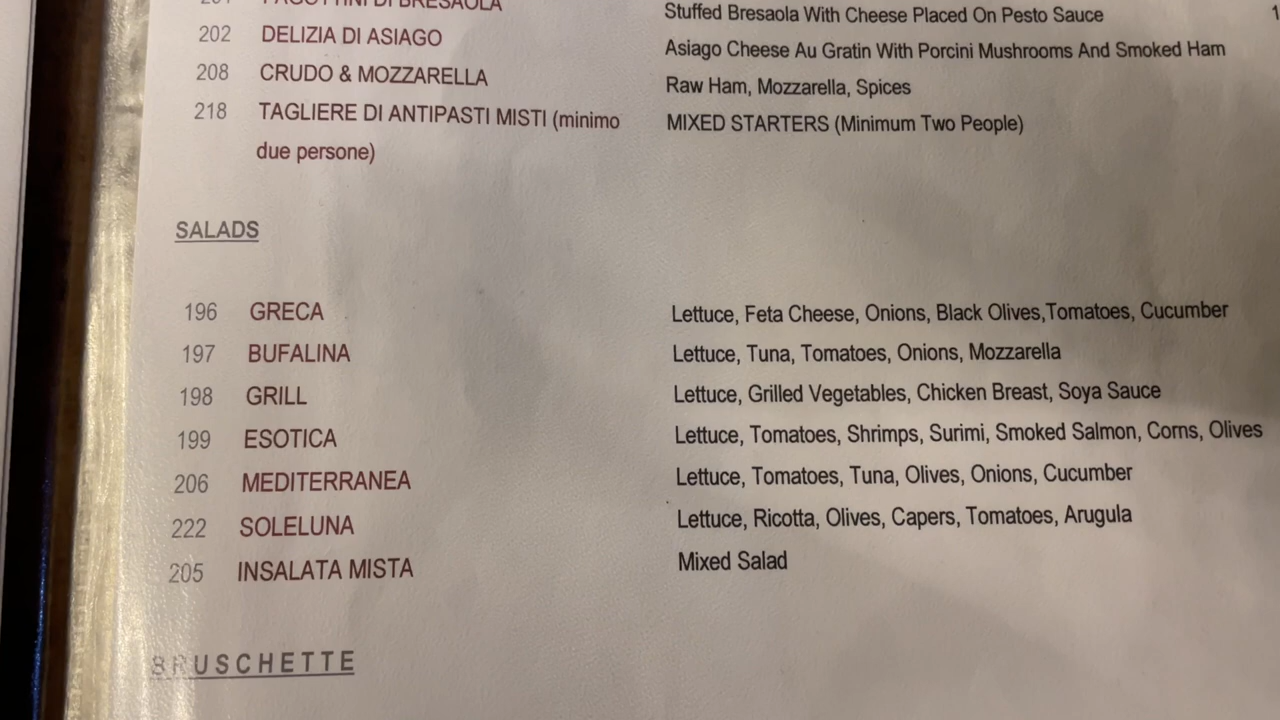 DI BRESAOLA Stuffed Bresaola With Cheese Placed On Pesto Sauce
202 DELIZIA DI ASIAGO Asiago Cheese Au Gratin With Porcini Mushrooms And Smoked Ham
208 CRUDO & MOZZARELLA Raw Ham, Mozzarella, Spices
218 TAGLIERE DI ANTIPASTI MISTI (minimo MIXED STARTERS (Minimum Two People)
due persone)
SALADS
196 GRECA Lettuce, Feta Cheese, Onions, Black Olives,Tomatoes, Cucumber
197 BUFALINA Lettuce, Tuna, Tomatoes, Onions, Mozzarella
198 GRILL Lettuce, Grilled Vegetables, Chicken Breast, Soya Sauce
199 ESOTICA Lettuce, Tomatoes, Shrimps, Surimi, Smoked Salmon, Corns, Olives
206 MEDITERRANEA Lettuce, Tomatoes, Tuna, Olives, Onions, Cucumber
222 SOLELUNA Lettuce, Ricotta, Olives, Capers, Tomatoes, Arugula
205 INSALATA MISTA Mixed Salad
BRUSCHETTE